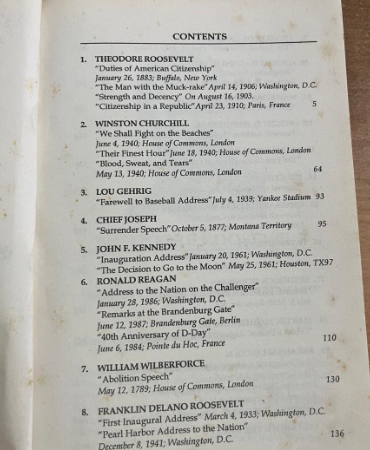 CONTENTS
1. THEODORE ROOSEVELT
"Duties of American Citizenship"
January 26, 1883; Buffalo, New York
"The Man with the Muck-rake" April 14, 1906; Washington, D.C.
"Strength and Decency" On August 16, 1903.
"Citizenship in a Republic" April 23, 1910; Paris, France 5
2. WINSTON CHURCHILL
"We Shall Fight on the Beaches"
June 4, 1940; House of Commons, London
"Their Finest Hour" June 18, 1940; House of Commons, London
"Blood, Sweat, and Tears"
May 13, 1940; House of Commons, London 64
3. LOU GEHRIG
"Farewell to Baseball Address" July 4, 1939; Yankee Stadium 93
4. CHIEF JOSEPH
"Surrender Speech" October 5, 1877; Montana Territory 95
5. JOHN F. KENNEDY
"Inauguration Address" January 20, 1961; Washington, D.C.
"The Decision to Go to the Moon" May 25, 1961; Houston, TX 97
6. RONALD REAGAN
"Address to the Nation on the Challenger"
January 28, 1986; Washington, D.C.
"Remarks at the Brandenburg Gate"
June 12, 1987; Brandenburg Gate, Berlin
"40th Anniversary of D-Day"
June 6, 1984; Pointe du Hoc, France 110
7. WILLIAM WILBERFORCE
"Abolition Speech"
May 12, 1789; House of Commons, London 130
8. FRANKLIN DELANO ROOSEVELT
"First Inaugural Address" March 4, 1933; Washington, D.C.
"Pearl Harbor Address to the Nation"
December 8, 1941; Washington, D.C. 136